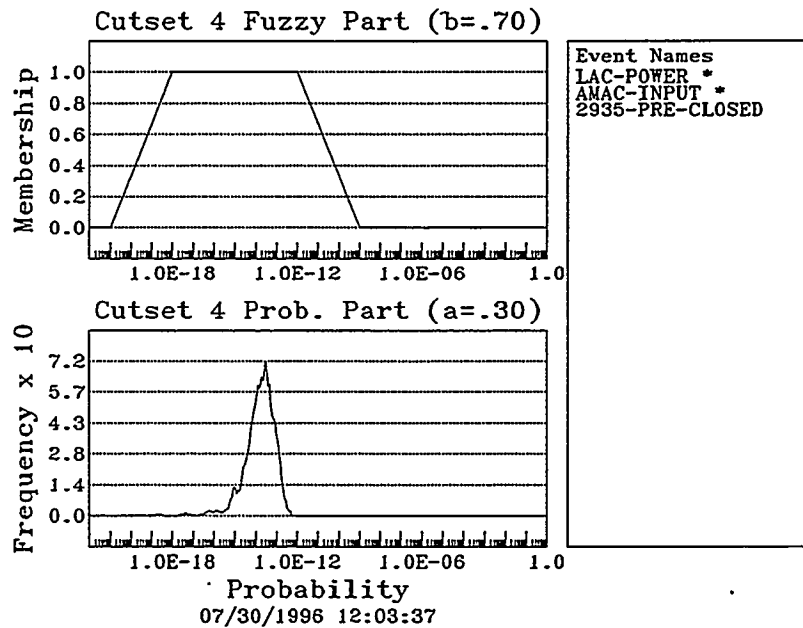 Cutset 4 Fuzzy Part (b=.70)
Membership
1.0
0.8
0.6
0.4
0.2
0.0
1.0E-18 1.0E-12 1.0E-06 1.0
Event Names
LAC-POWER *
AMAC-INPUT *
2935-PRE-CLOSED
Cutset 4 Prob. Part (a=.30)
Frequency x 10
7.2
5.7
4.3
2.8
1.4
0.0
1.0E-18 1.0E-12 1.0E-06 1.0
Probability
07/30/1996 12:03:37